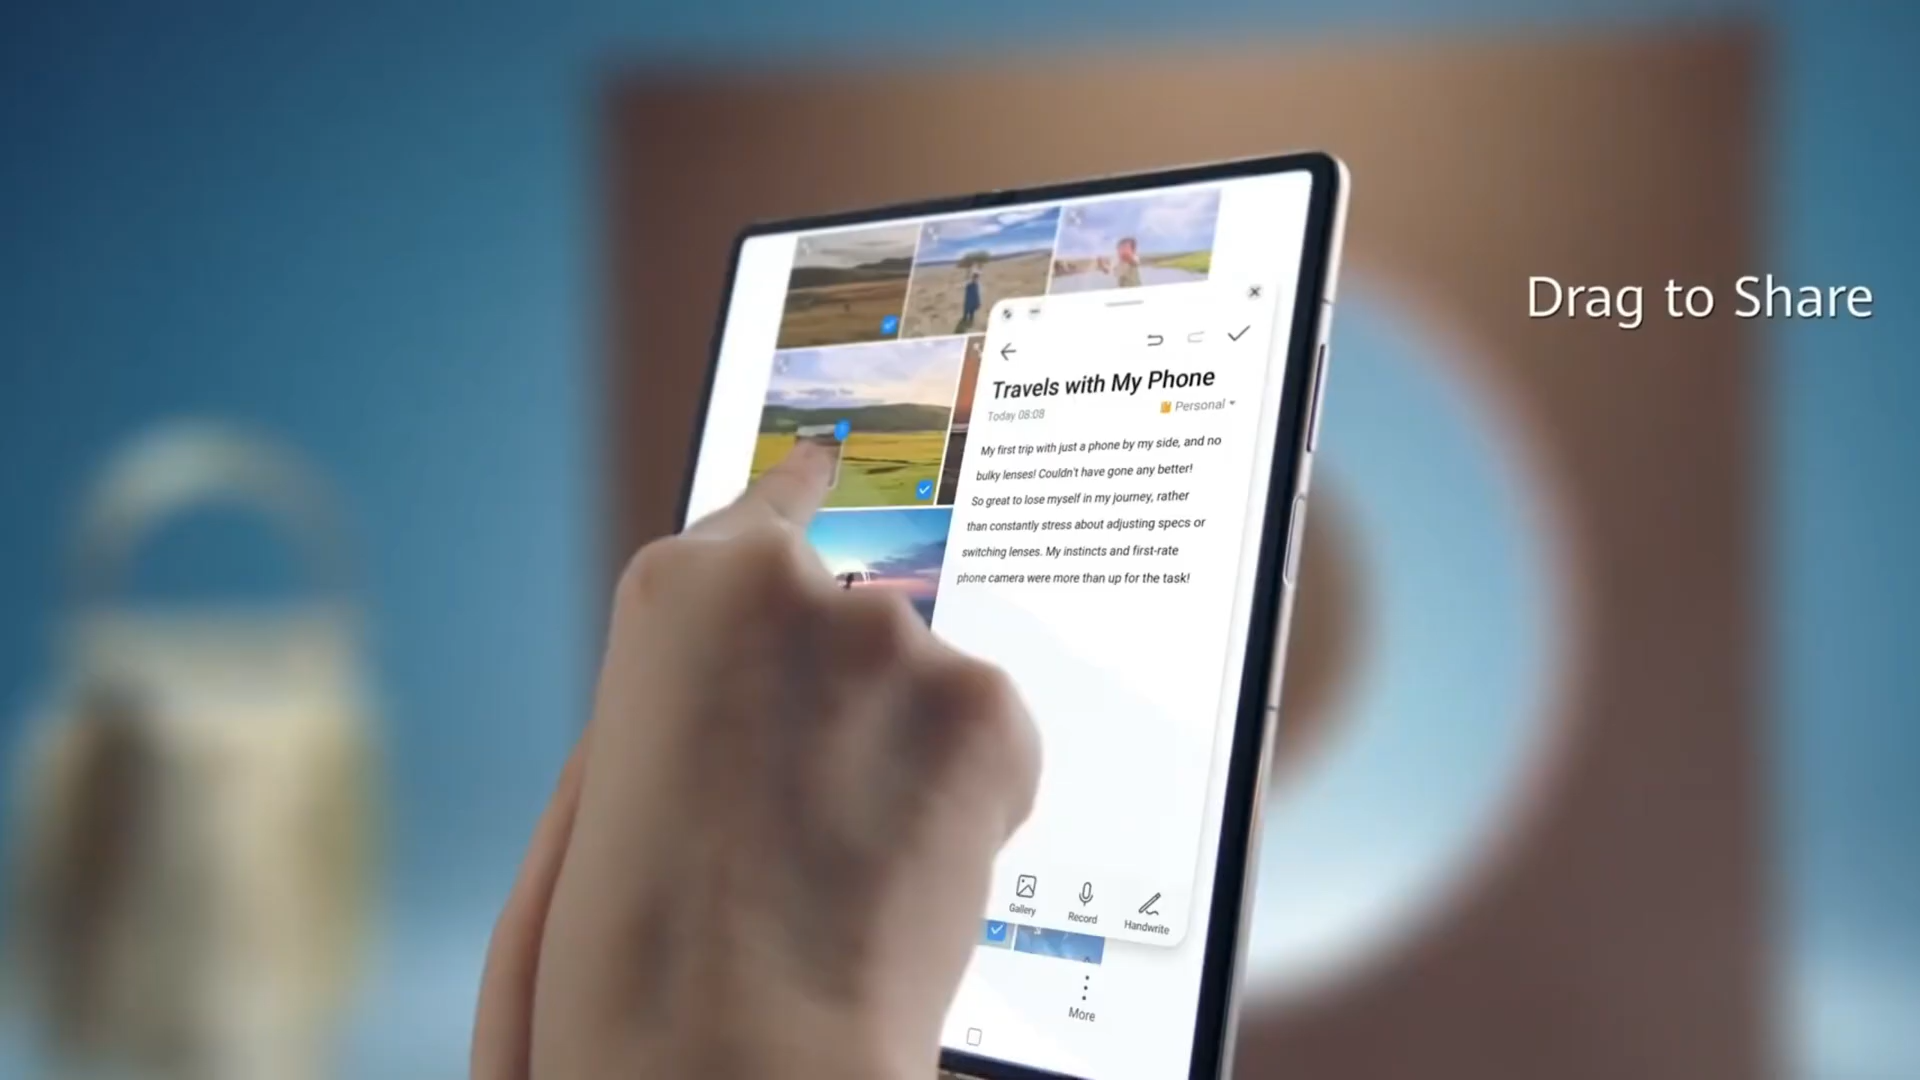 Drag to Share
Travels with My Phone
Today 08:08
Personal
My first trip with just a phone by my side, and no
bulky lenses! Couldn't have gone any better!
So great to lose myself in my journey, rather
than constantly stress about adjusting specs or
switching lenses. My instincts and first-rate
phone camera were more than up for the task!
Gallery
Record
Handwrite
More